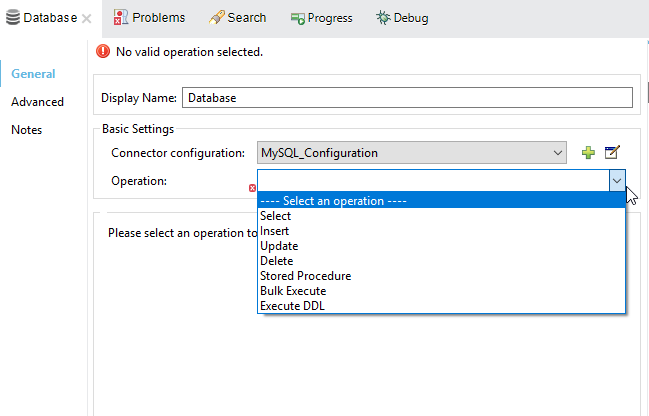 Database Problems Search Progress Debug
No valid operation selected.
General
Advanced
Notes
Display Name: Database
Basic Settings
Connector configuration: MySQL_Configuration
Operation:
---- Select an operation ----
Select
Please select an operation to
Insert
Update
Delete
Stored Procedure
Bulk Execute
Execute DDL